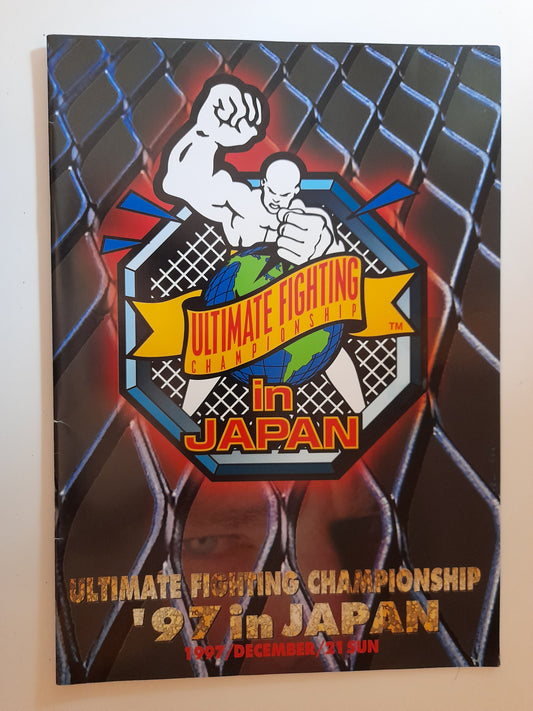 ULTIMATE FIGHTING
CHAMPIONSHIP
TM
in
JAPAN
ULTIMATE FIGHTING CHAMPIONSHIP
'97 in JAPAN
1997/DECEMBER/21 SUN